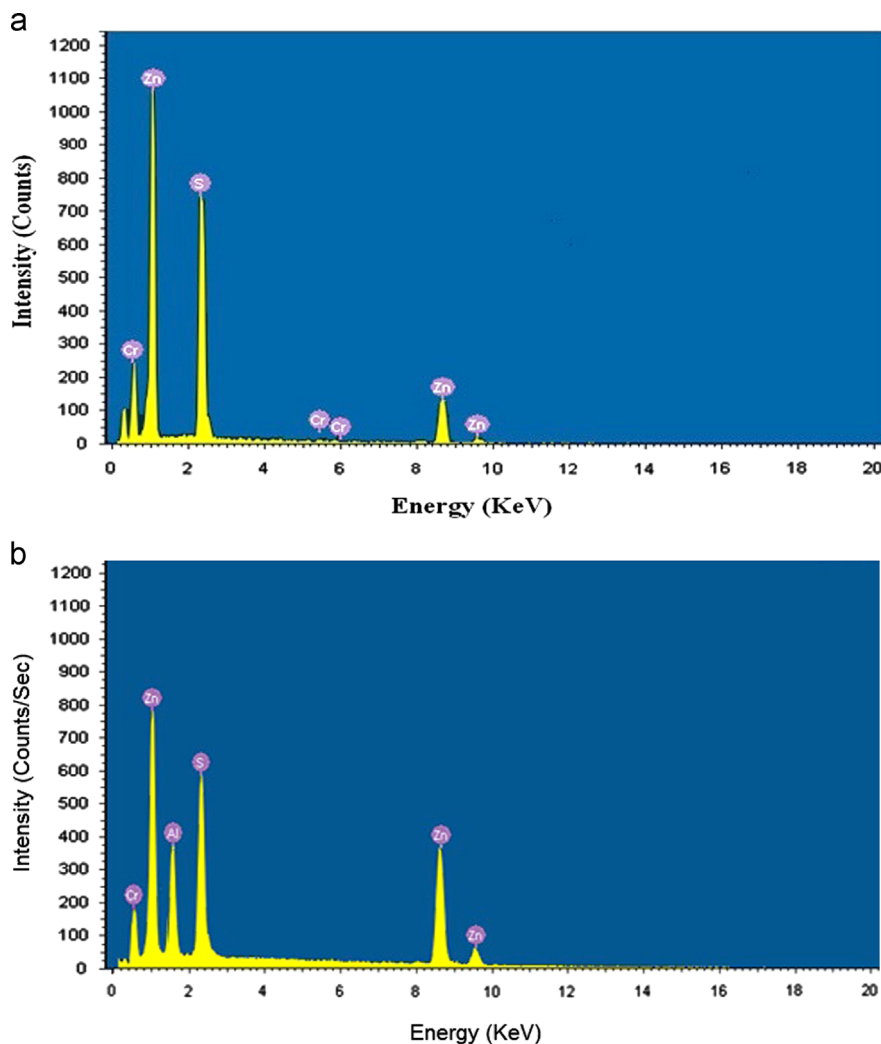 a
1200
1100
Zn
1000
900
800
S
700
600
500
400
300
Cr
200
Zn
100
Cr
Cr
Zn
0
0 2 4 6 8 10 12 14 16 18 20
Intensity (Counts)
Energy (KeV)
b
1200
1100
1000
900
800
Zn
700
600
S
500
400
Al
Zn
300
200
Cr
100
Zn
0
0 2 4 6 8 10 12 14 16 18 20
Intensity (Counts/Sec)
Energy (KeV)